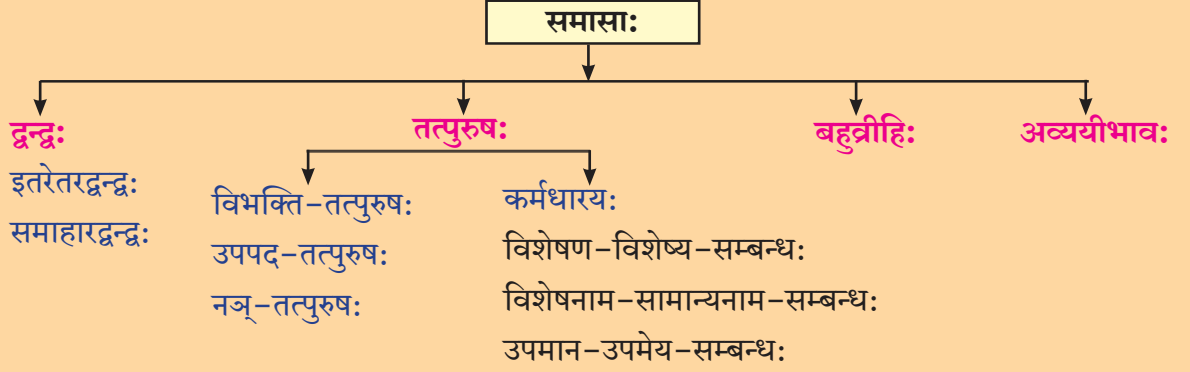 समासाः
द्वन्द्वः
तत्पुरुषः
बहुव्रीहिः
अव्ययीभावः
इतरेतरद्वन्द्वः
समाहारद्वन्द्वः
विभक्ति-तत्पुरुषः
उपपद-तत्पुरुषः
नञ्-तत्पुरुषः
कर्मधारयः
विशेषण-विशेष्य-सम्बन्धः
विशेषनाम-सामान्यनाम-सम्बन्धः
उपमान-उपमेय-सम्बन्धः